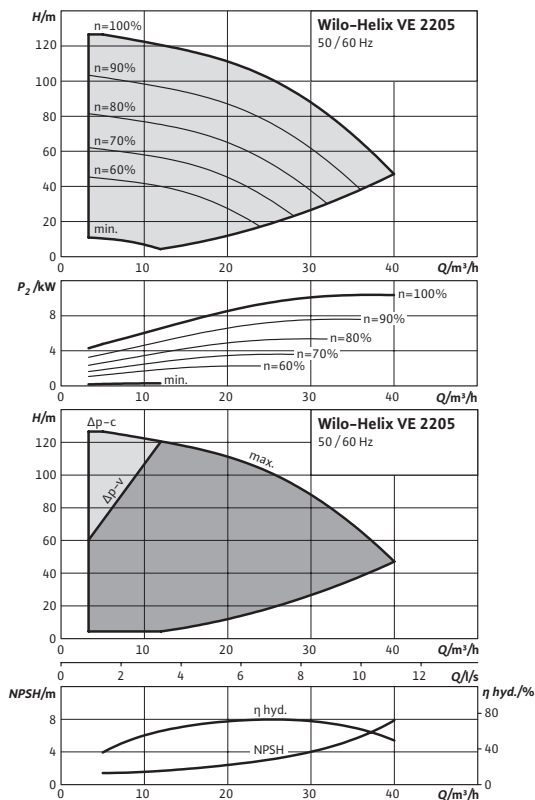 H/m
n=100%
Wilo-Helix VE 2205
50 / 60 Hz
120
n=90%
100
n=80%
80
n=70%
60
n=60%
40
20
min.
0
0 10 20 30 40 Q/m³/h
P₂ /kW
n=100%
8
n=90%
n=80%
4
n=70%
n=60%
min.
0
0 10 20 30 40 Q/m³/h
H/m
Δp-c
Wilo-Helix VE 2205
50 / 60 Hz
120
max.
100
Δp-v
80
60
40
20
0
0 10 20 30 40 Q/m³/h
0 2 4 6 8 10 12 Q/l/s
NPSH/m
η hyd./%
η hyd.
8
80
NPSH
4
40
0
0
0 10 20 30 40 Q/m³/h